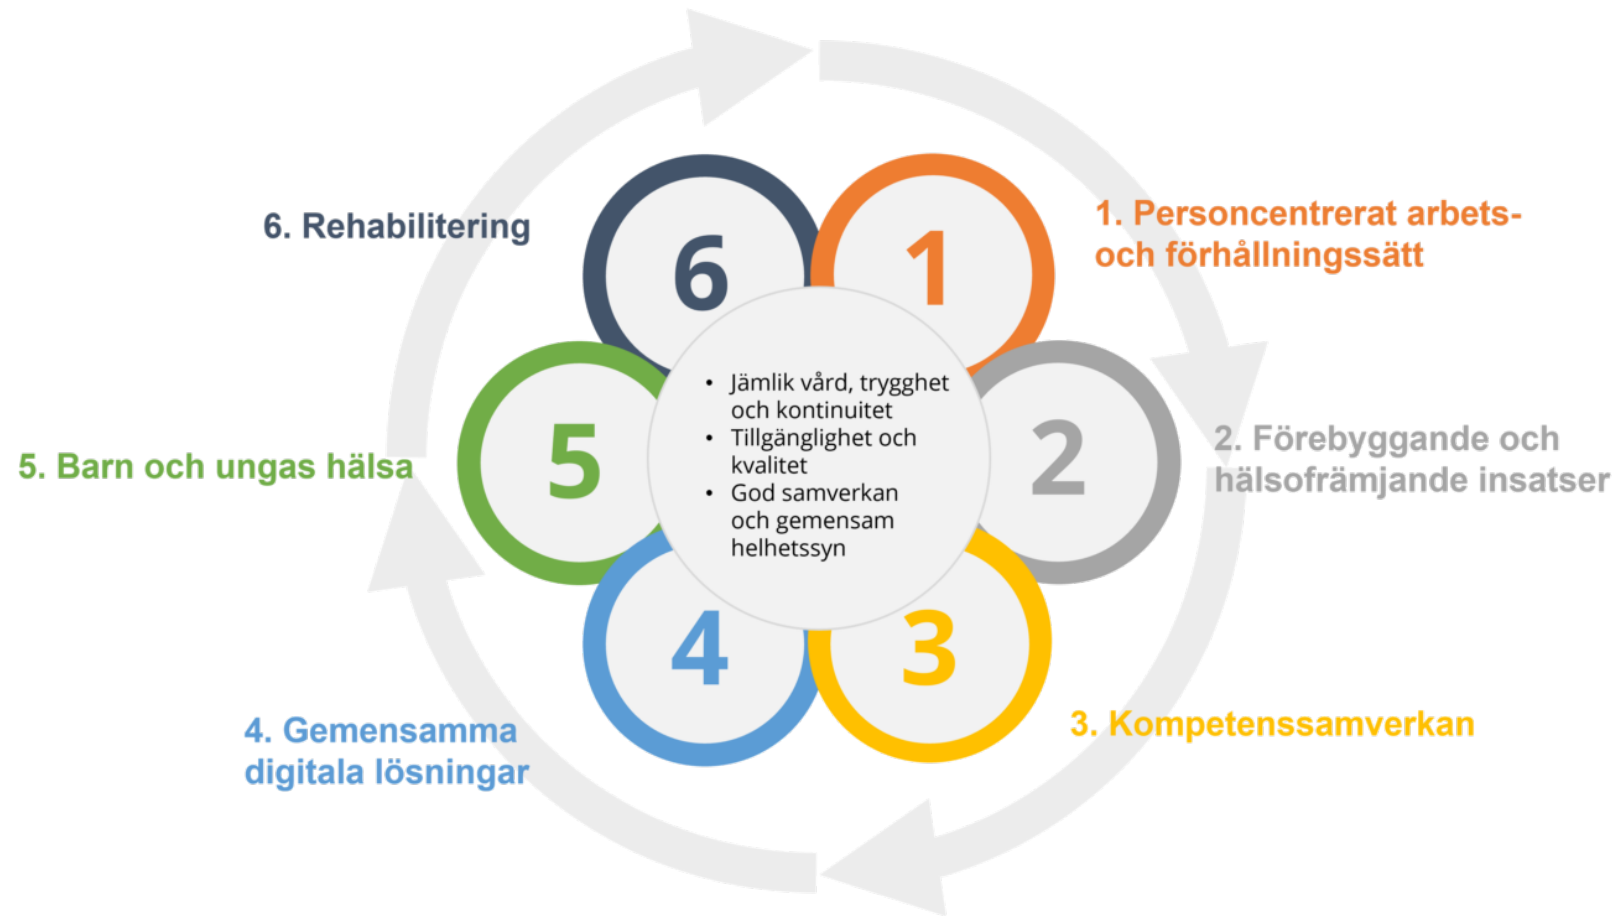 6. Rehabilitering
6
1
1. Personcentrerat arbets-
och förhållningssätt
5. Barn och ungas hälsa
5
• Jämlik vård, trygghet
och kontinuitet
• Tillgänglighet och
kvalitet
• God samverkan
och gemensam
helhetssyn
2
2. Förebyggande och
hälsofrämjande insatser
4
3
4. Gemensamma
digitala lösningar
3. Kompetenssamverkan